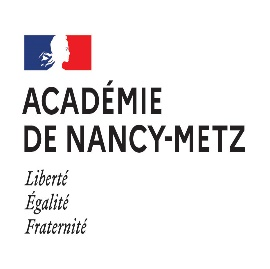 ACADÉMIE
DE NANCY-METZ
Liberté
Égalité
Fraternité